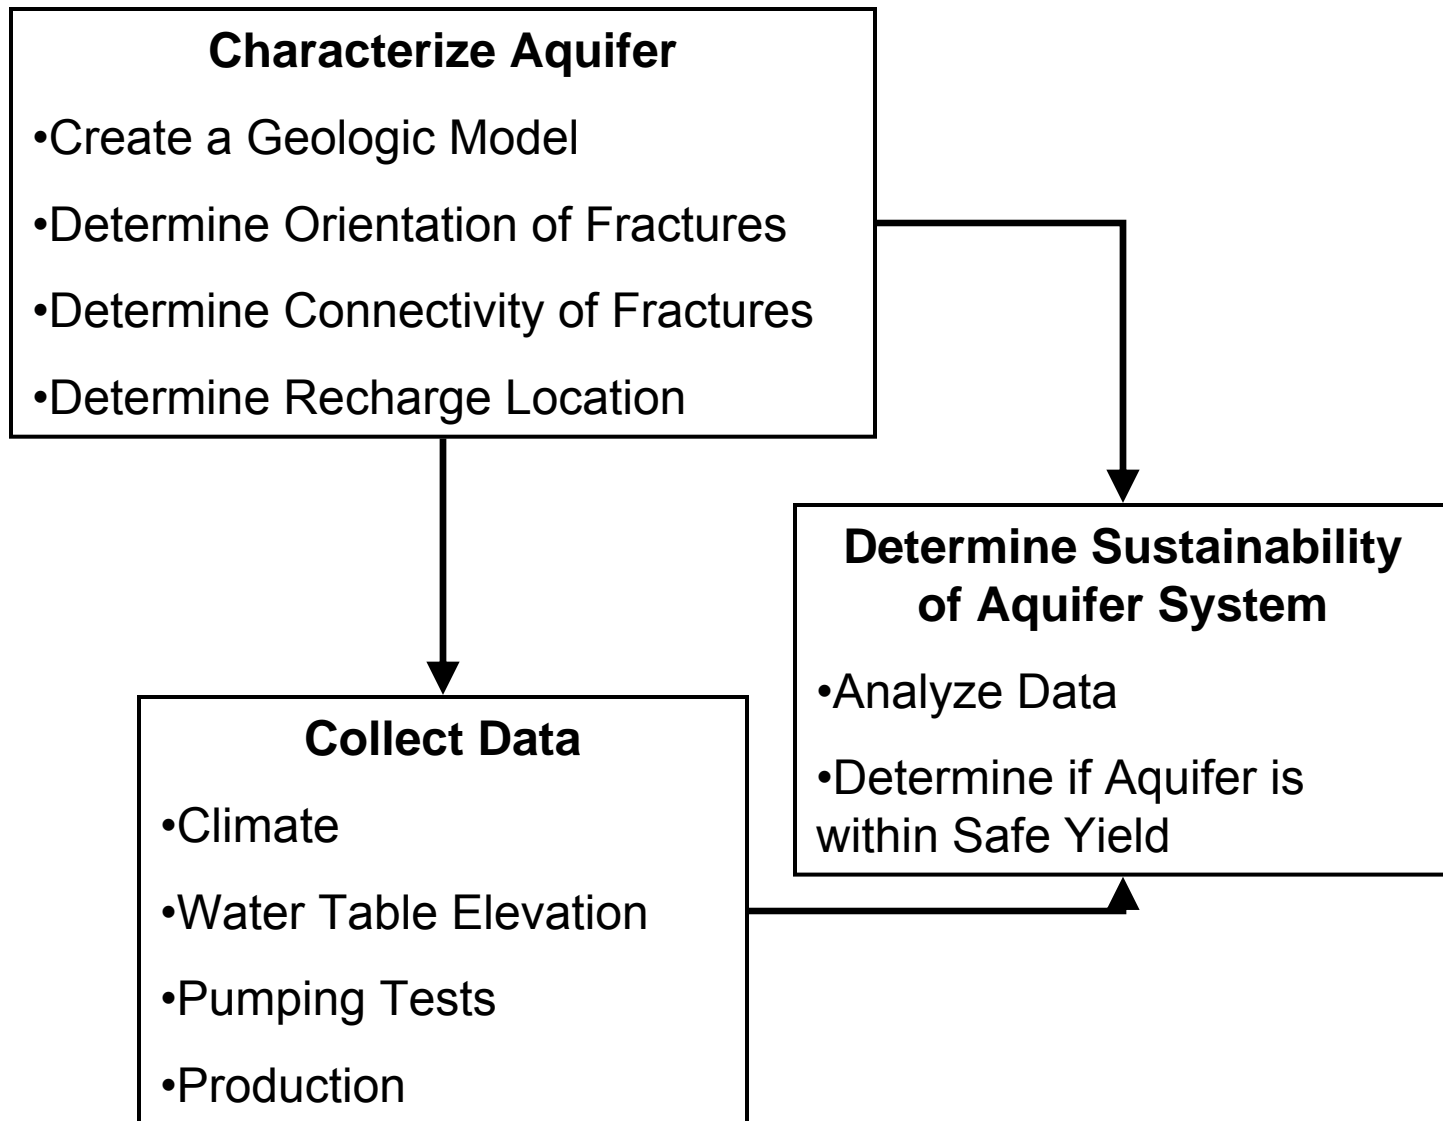 Characterize Aquifer
•Create a Geologic Model
•Determine Orientation of Fractures
•Determine Connectivity of Fractures
•Determine Recharge Location
Determine Sustainability
of Aquifer System
•Analyze Data
•Determine if Aquifer is
within Safe Yield
Collect Data
•Climate
•Water Table Elevation
•Pumping Tests
•Production